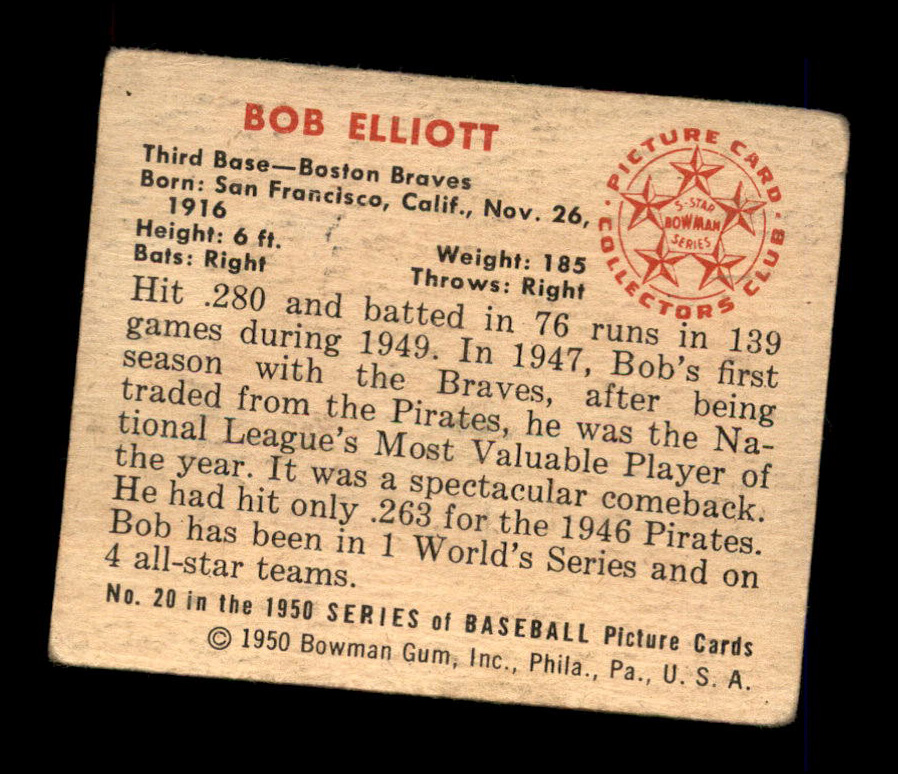 BOB ELLIOTT
Third Base—Boston Braves
Born: San Francisco, Calif., Nov. 26,
1916
Height: 6 ft. Weight: 185
Bats: Right Throws: Right
PICTURE CARD
COLLECTORS CLUB
5-STAR
BOWMAN
SERIES
Hit .280 and batted in 76 runs in 139
games during 1949. In 1947, Bob's first
season with the Braves, after being
traded from the Pirates, he was the Na-
tional League's Most Valuable Player of
the year. It was a spectacular comeback.
He had hit only .263 for the 1946 Pirates.
Bob has been in 1 World's Series and on
4 all-star teams.
No. 20 in the 1950 SERIES of BASEBALL Picture Cards
© 1950 Bowman Gum, Inc., Phila., Pa., U. S. A.